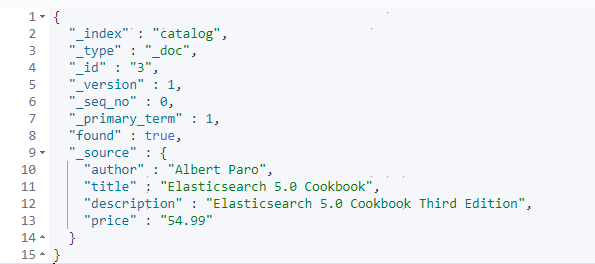 1 {
2 "_index" : "catalog",
3 "_type" : "_doc",
4 "_id" : "3",
5 "_version" : 1,
6 "_seq_no" : 0,
7 "_primary_term" : 1,
8 "found" : true,
9 "_source" : {
10 "author" : "Albert Paro",
11 "title" : "Elasticsearch 5.0 Cookbook",
12 "description" : "Elasticsearch 5.0 Cookbook Third Edition",
13 "price" : "54.99"
14 }
15 }